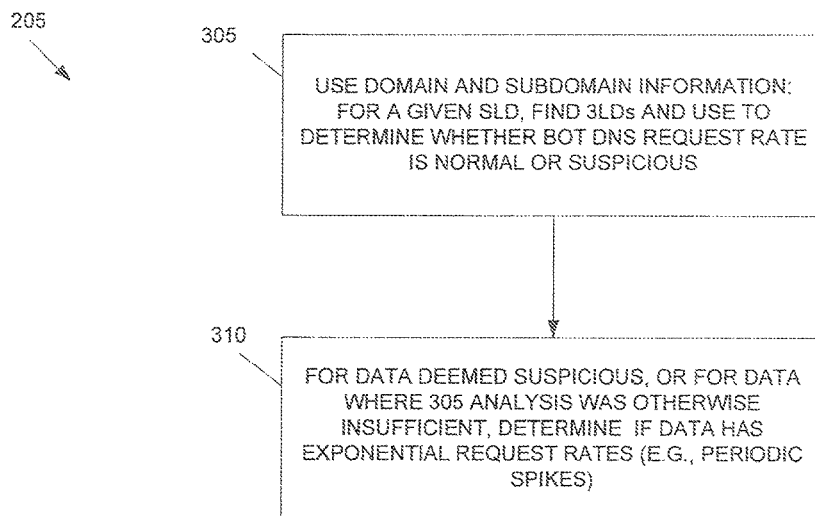 205
305
USE DOMAIN AND SUBDOMAIN INFORMATION:
FOR A GIVEN SLD, FIND 3LDs AND USE TO
DETERMINE WHETHER BOT DNS REQUEST RATE
IS NORMAL OR SUSPICIOUS
310
FOR DATA DEEMED SUSPICIOUS, OR FOR DATA
WHERE 305 ANALYSIS WAS OTHERWISE
INSUFFICIENT, DETERMINE IF DATA HAS
EXPONENTIAL REQUEST RATES (E.G., PERIODIC
SPIKES)